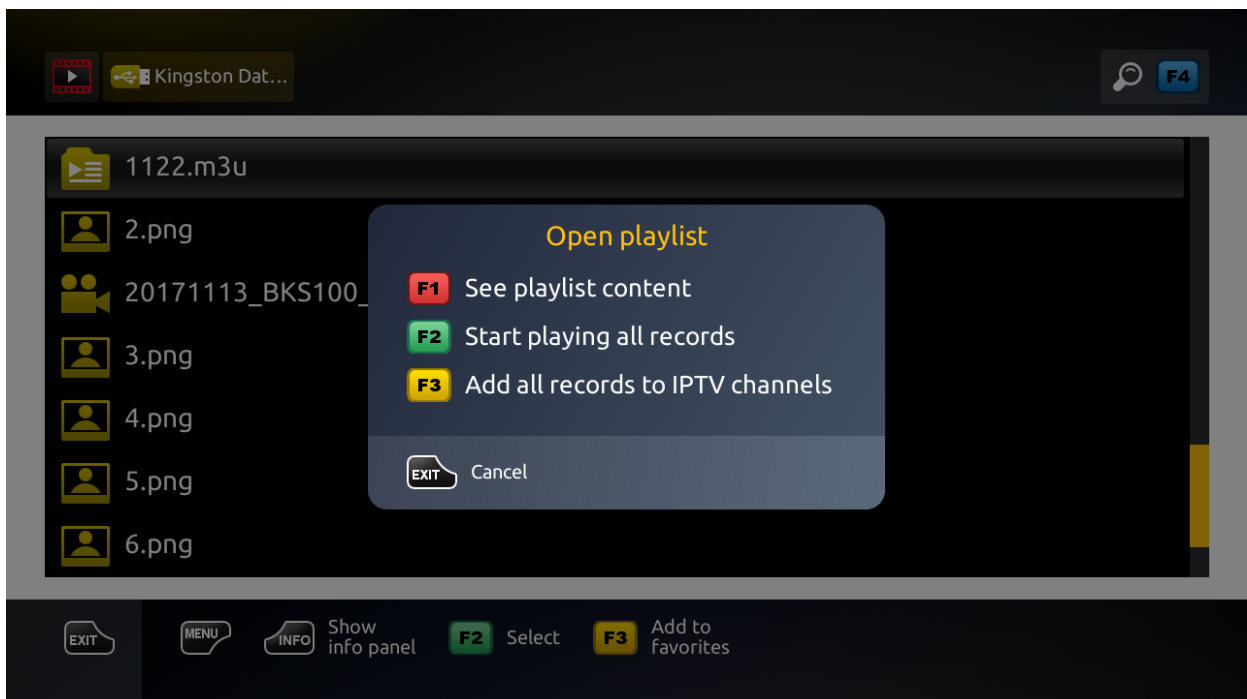 Kingston Dat...
F4
1122.m3u
2.png
20171113_BKS100_
3.png
4.png
5.png
6.png
Open playlist
F1 See playlist content
F2 Start playing all records
F3 Add all records to IPTV channels
EXIT Cancel
EXIT
MENU
INFO Show
info panel
F2 Select
F3 Add to
favorites